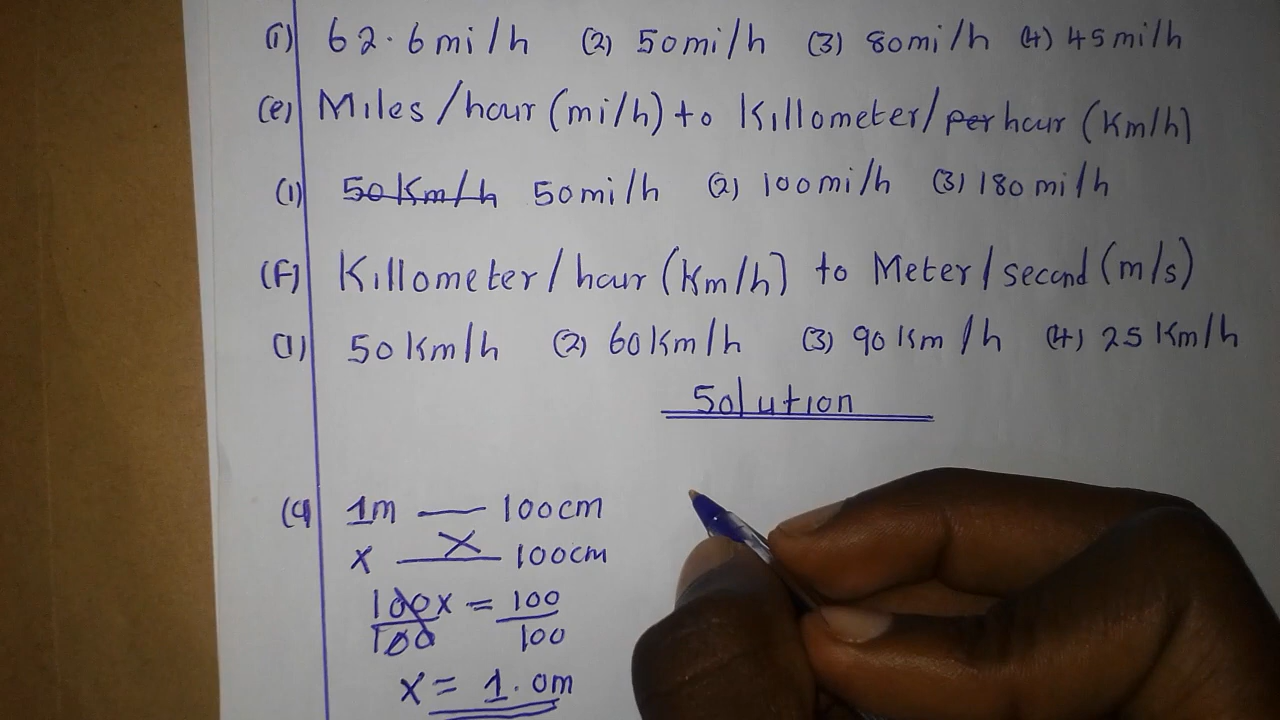 (1) 62.6mi/h (2) 50mi/h (3) 80mi/h (4) 45mi/h
(e) Miles/hour (mi/h) to Killometer/per hour (Km/h)
(1) 50Km/h 50mi/h (2) 100mi/h (3) 180mi/h
(F) Killometer/hour (Km/h) to Meter/second (m/s)
(1) 50Km/h (2) 60Km/h (3) 90Km/h (4) 25Km/h
Solution
1m — 100cm
x — 100cm
100x/100 = 100/100
x = 1.0m